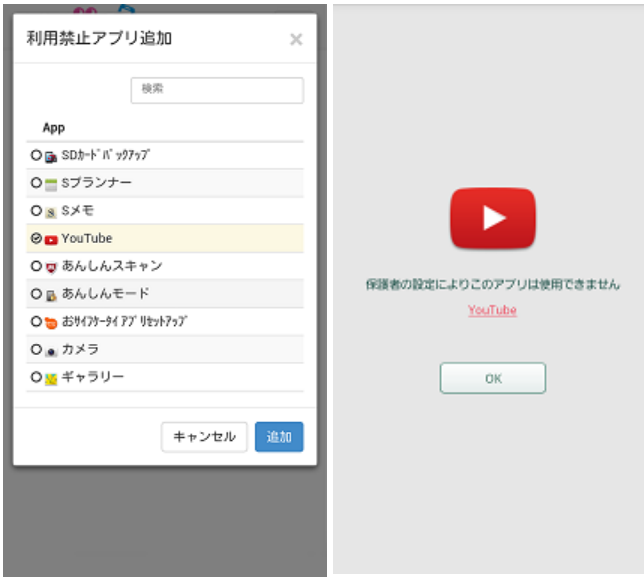 利用禁止アプリ追加
×
検索
App
SDｶｰﾄﾞﾊﾞｯｸｱｯﾌﾟ
Sプランナー
Sメモ
YouTube
あんしんスキャン
あんしんモード
おｻｲﾌｹｰﾀｲ ｱﾌﾟﾘｾｯﾄｱｯﾌﾟ
カメラ
ギャラリー
キャンセル 追加
保護者の設定によりこのアプリは使用できません
YouTube
OK